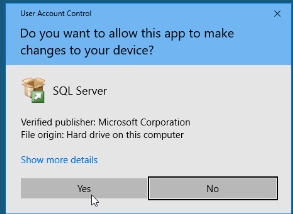 User Account Control
Do you want to allow this app to make
changes to your device?
SQL Server
Verified publisher: Microsoft Corporation
File origin: Hard drive on this computer
Show more details
Yes
No